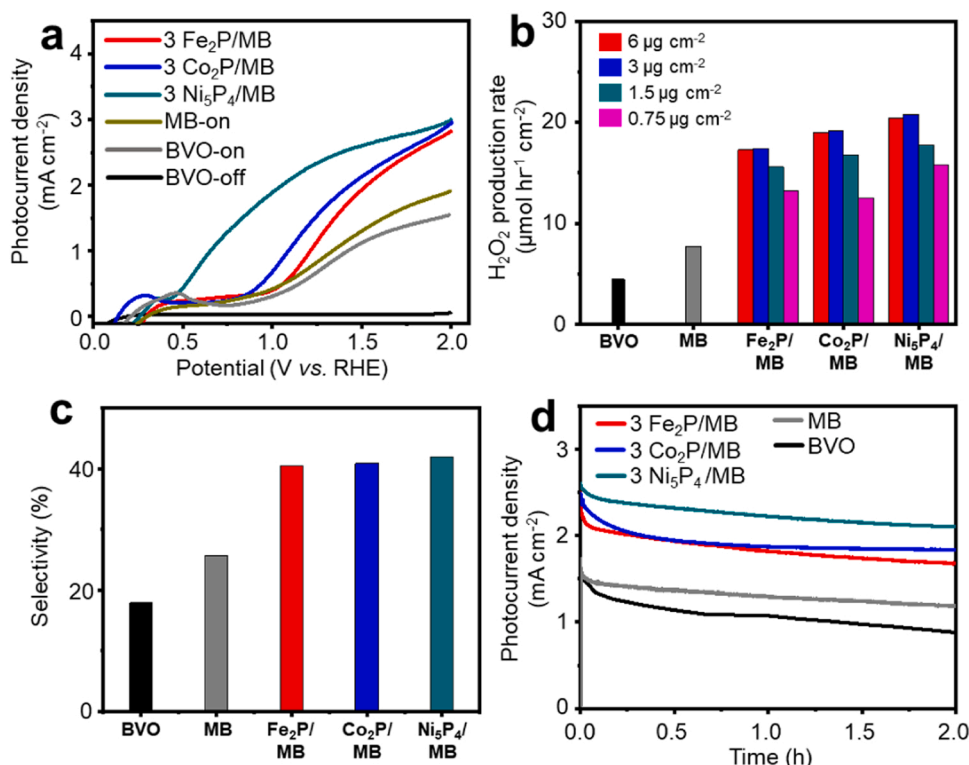 a
3 Fe₂P/MB
3 Co₂P/MB
3 Ni₅P₄/MB
MB-on
BVO-on
BVO-off
Photocurrent density
(mA cm⁻²)
4
3
2
1
0
0.0 0.5 1.0 1.5 2.0
Potential (V vs. RHE)
b
6 µg cm⁻²
3 µg cm⁻²
1.5 µg cm⁻²
0.75 µg cm⁻²
H₂O₂ production rate
(µmol hr⁻¹ cm⁻²)
30
20
10
0
BVO MB Fe₂P/ Co₂P/ Ni₅P₄/
MB MB MB
c
Selectivity (%)
40
20
0
BVO MB Fe₂P/ Co₂P/ Ni₅P₄/
MB MB MB
d
3 Fe₂P/MB
3 Co₂P/MB
3 Ni₅P₄/MB
MB
BVO
Photocurrent density
(mA cm⁻²)
3
2
1
0
0.0 0.5 1.0 1.5 2.0
Time (h)